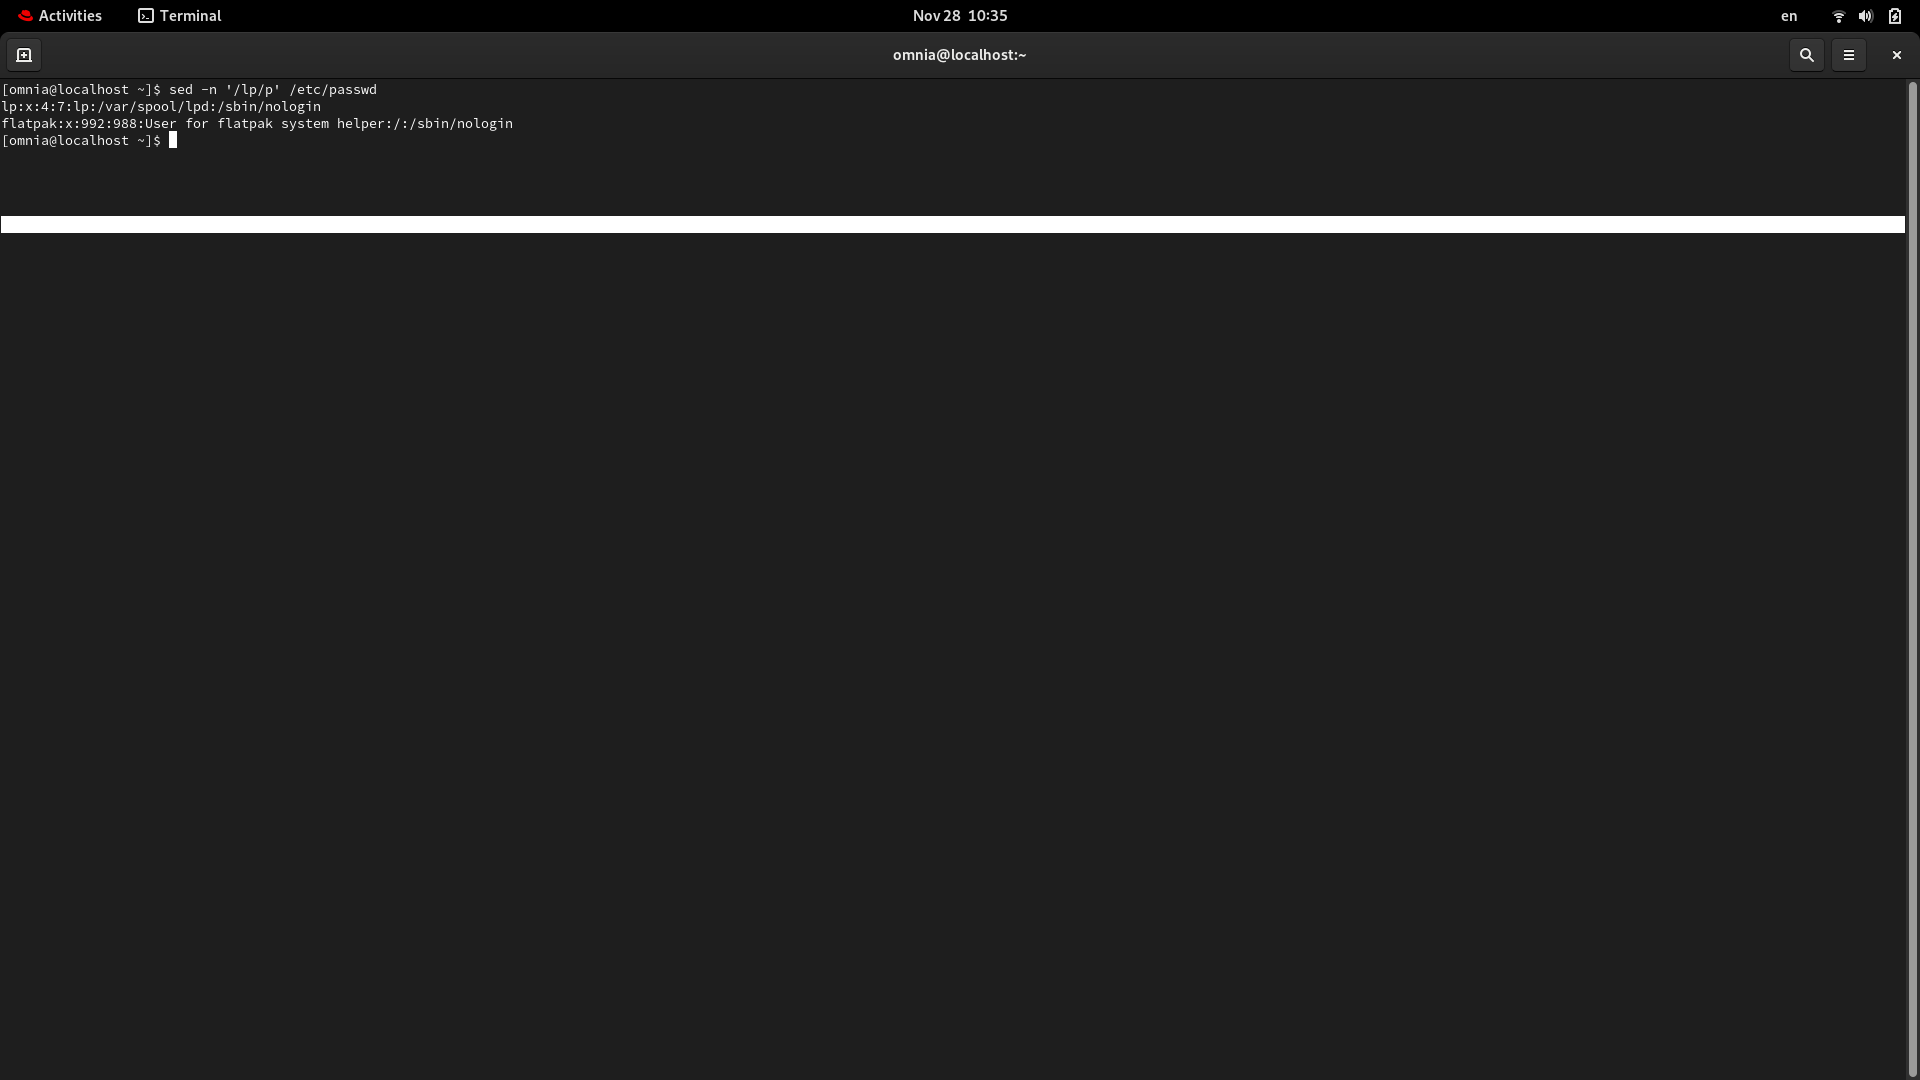 Activities Terminal Nov 28 10:35 en
omnia@localhost:~
[omnia@localhost ~]$ sed -n '/lp/p' /etc/passwd
lp:x:4:7:lp:/var/spool/lpd:/sbin/nologin
flatpak:x:992:988:User for flatpak system helper:/:/sbin/nologin
[omnia@localhost ~]$